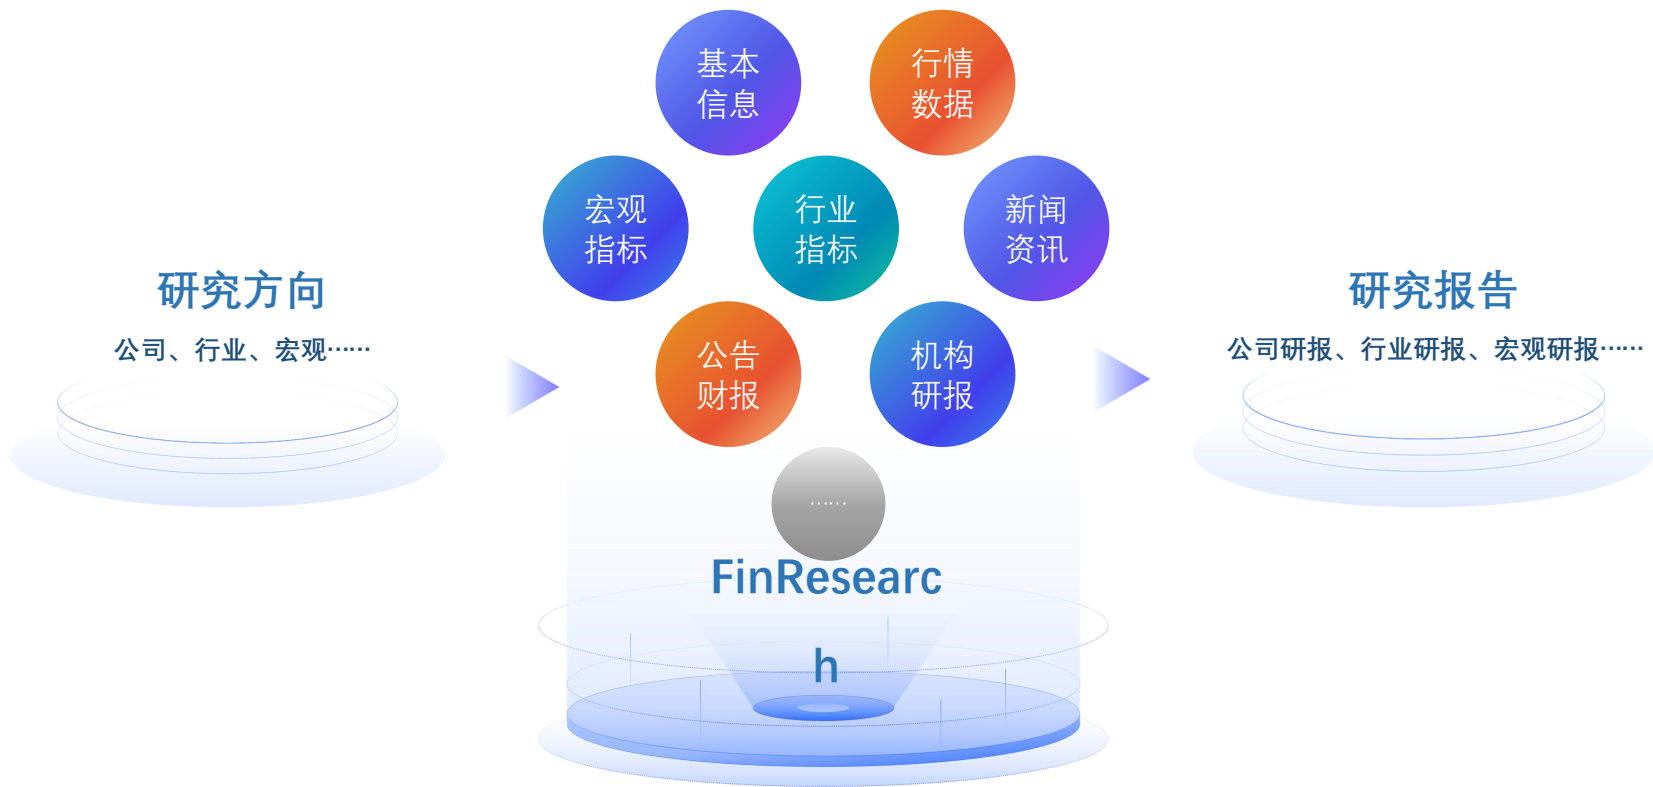 研究方向
公司、行业、宏观……
基本
信息
行情
数据
宏观
指标
行业
指标
新闻
资讯
公告
财报
机构
研报
……
FinResearc
h
研究报告
公司研报、行业研报、宏观研报……